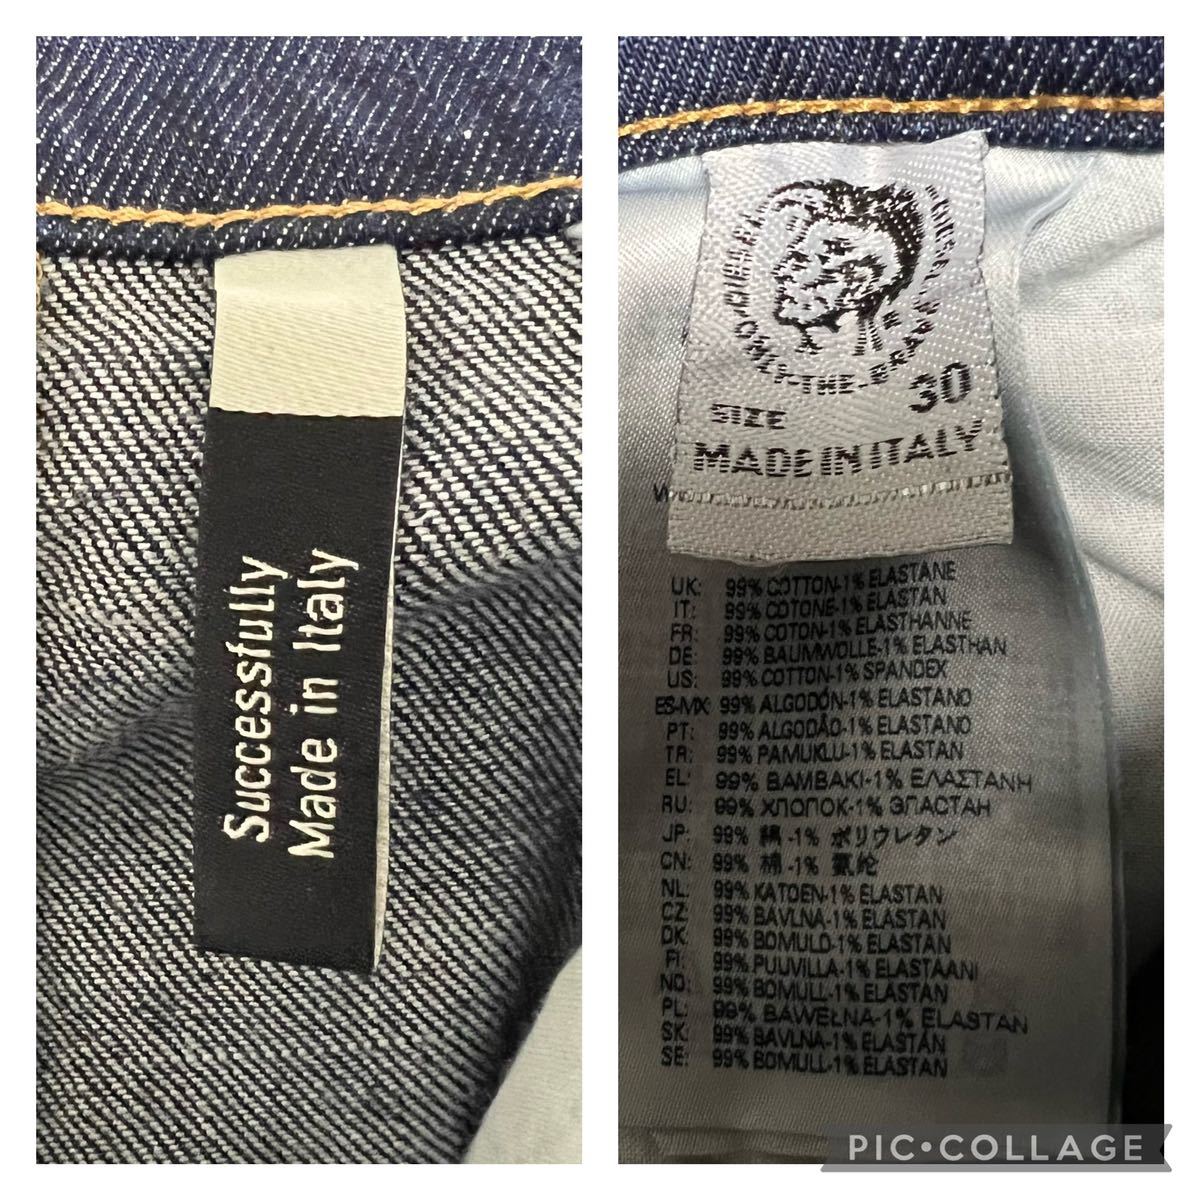 Successfully
Made in Italy
DIESEL·ONLY-THE-BRAVE
SIZE 30
MADE IN ITALY
UK: 99% COTTON-1% ELASTANE
IT: 99% COTONE-1% ELASTAN
FR: 99% COTON-1% ELASTHANNE
DE: 99% BAUMWOLLE-1% ELASTHAN
US: 99% COTTON-1% SPANDEX
ES-MX: 99% ALGODÓN-1% ELASTANO
PT: 99% ALGODÃO-1% ELASTANO
TR: 99% PAMUKLU-1% ELASTAN
EL: 99% ΒΑΜΒΑΚΙ-1% ΕΛΑΣΤΑΝΗ
RU: 99% ХЛОПОК-1% ЭЛАСТАН
JP: 99% 綿-1% ポリウレタン
CN: 99% 棉-1% 氨纶
NL: 99% KATOEN-1% ELASTAN
CZ: 99% BAVLNA-1% ELASTAN
DK: 99% BOMULD-1% ELASTAN
FI: 99% PUUVILLA-1% ELASTAANI
NO: 99% BOMULL-1% ELASTAN
PL: 99% BAWEŁNA-1% ELASTAN
SK: 99% BAVLNA-1% ELASTAN
SE: 99% BOMULL-1% ELASTAN
PIC•COLLAGE